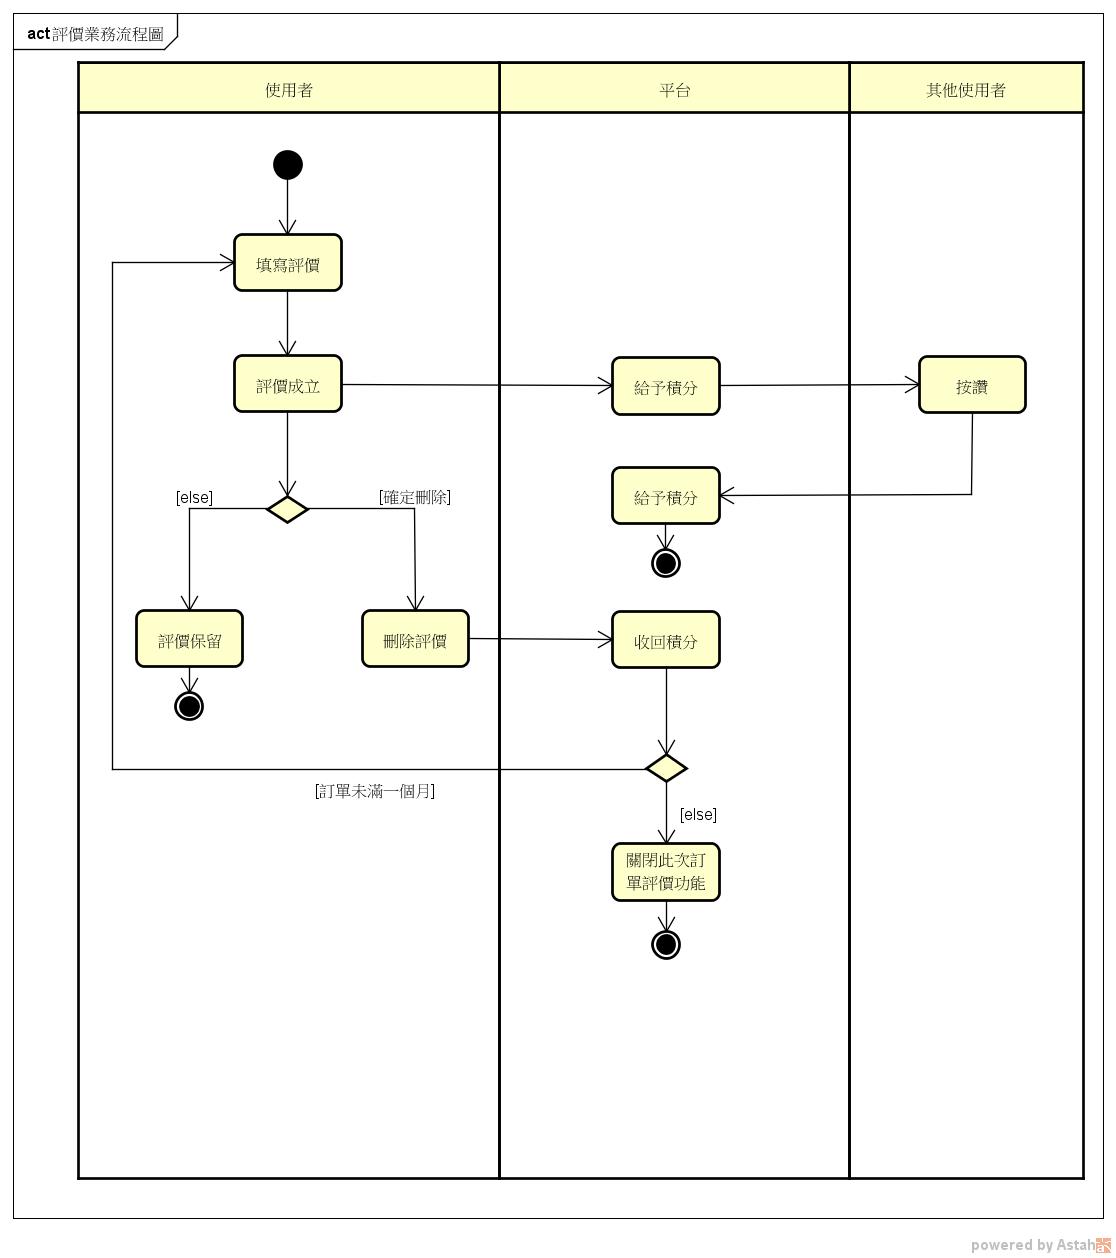 act 評價業務流程圖
使用者
平台
其他使用者
填寫評價
評價成立
給予積分
按讚
給予積分
[else]
[確定刪除]
評價保留
刪除評價
收回積分
[訂單未滿一個月]
[else]
關閉此次訂
單評價功能
powered by Astah